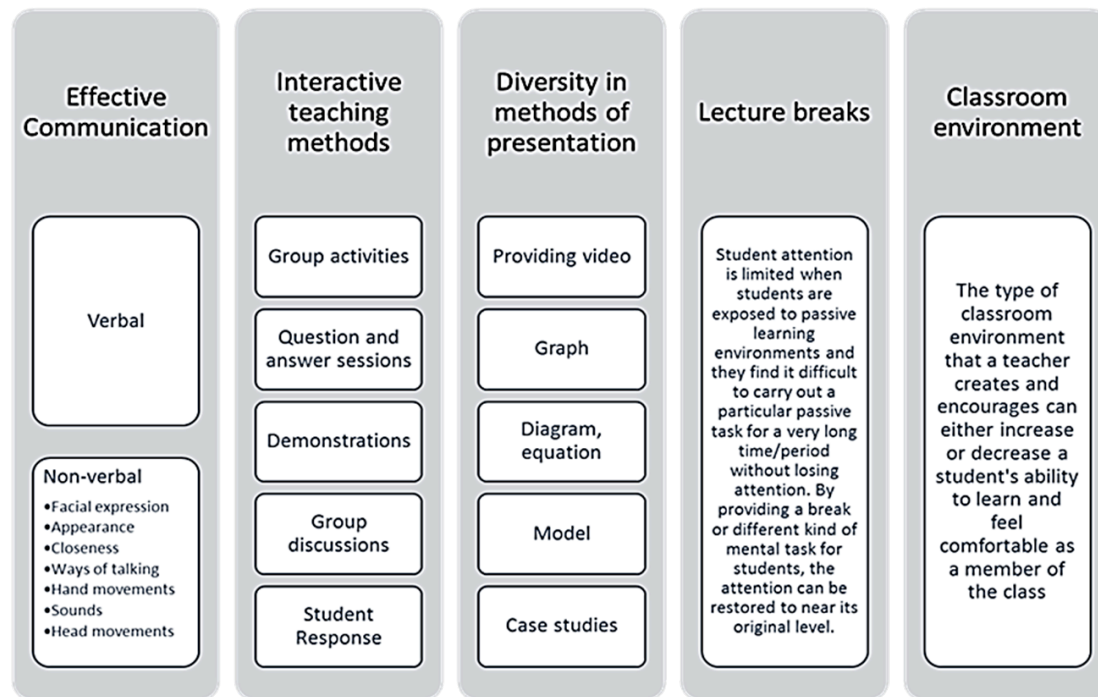 Effective
Communication
Verbal
Non-verbal
•Facial expression
•Appearance
•Closeness
•Ways of talking
•Hand movements
•Sounds
•Head movements
Interactive
teaching
methods
Group activities
Question and
answer sessions
Demonstrations
Group
discussions
Student
Response
Diversity in
methods of
presentation
Providing video
Graph
Diagram,
equation
Model
Case studies
Lecture breaks
Student attention
is limited when
students are
exposed to passive
learning
environments and
they find it difficult
to carry out a
particular passive
task for a very long
time/period
without losing
attention. By
providing a break
or different kind of
mental task for
students, the
attention can be
restored to near its
original level.
Classroom
environment
The type of
classroom
environment
that a teacher
creates and
encourages can
either increase
or decrease a
student's ability
to learn and
feel
comfortable as
a member of
the class